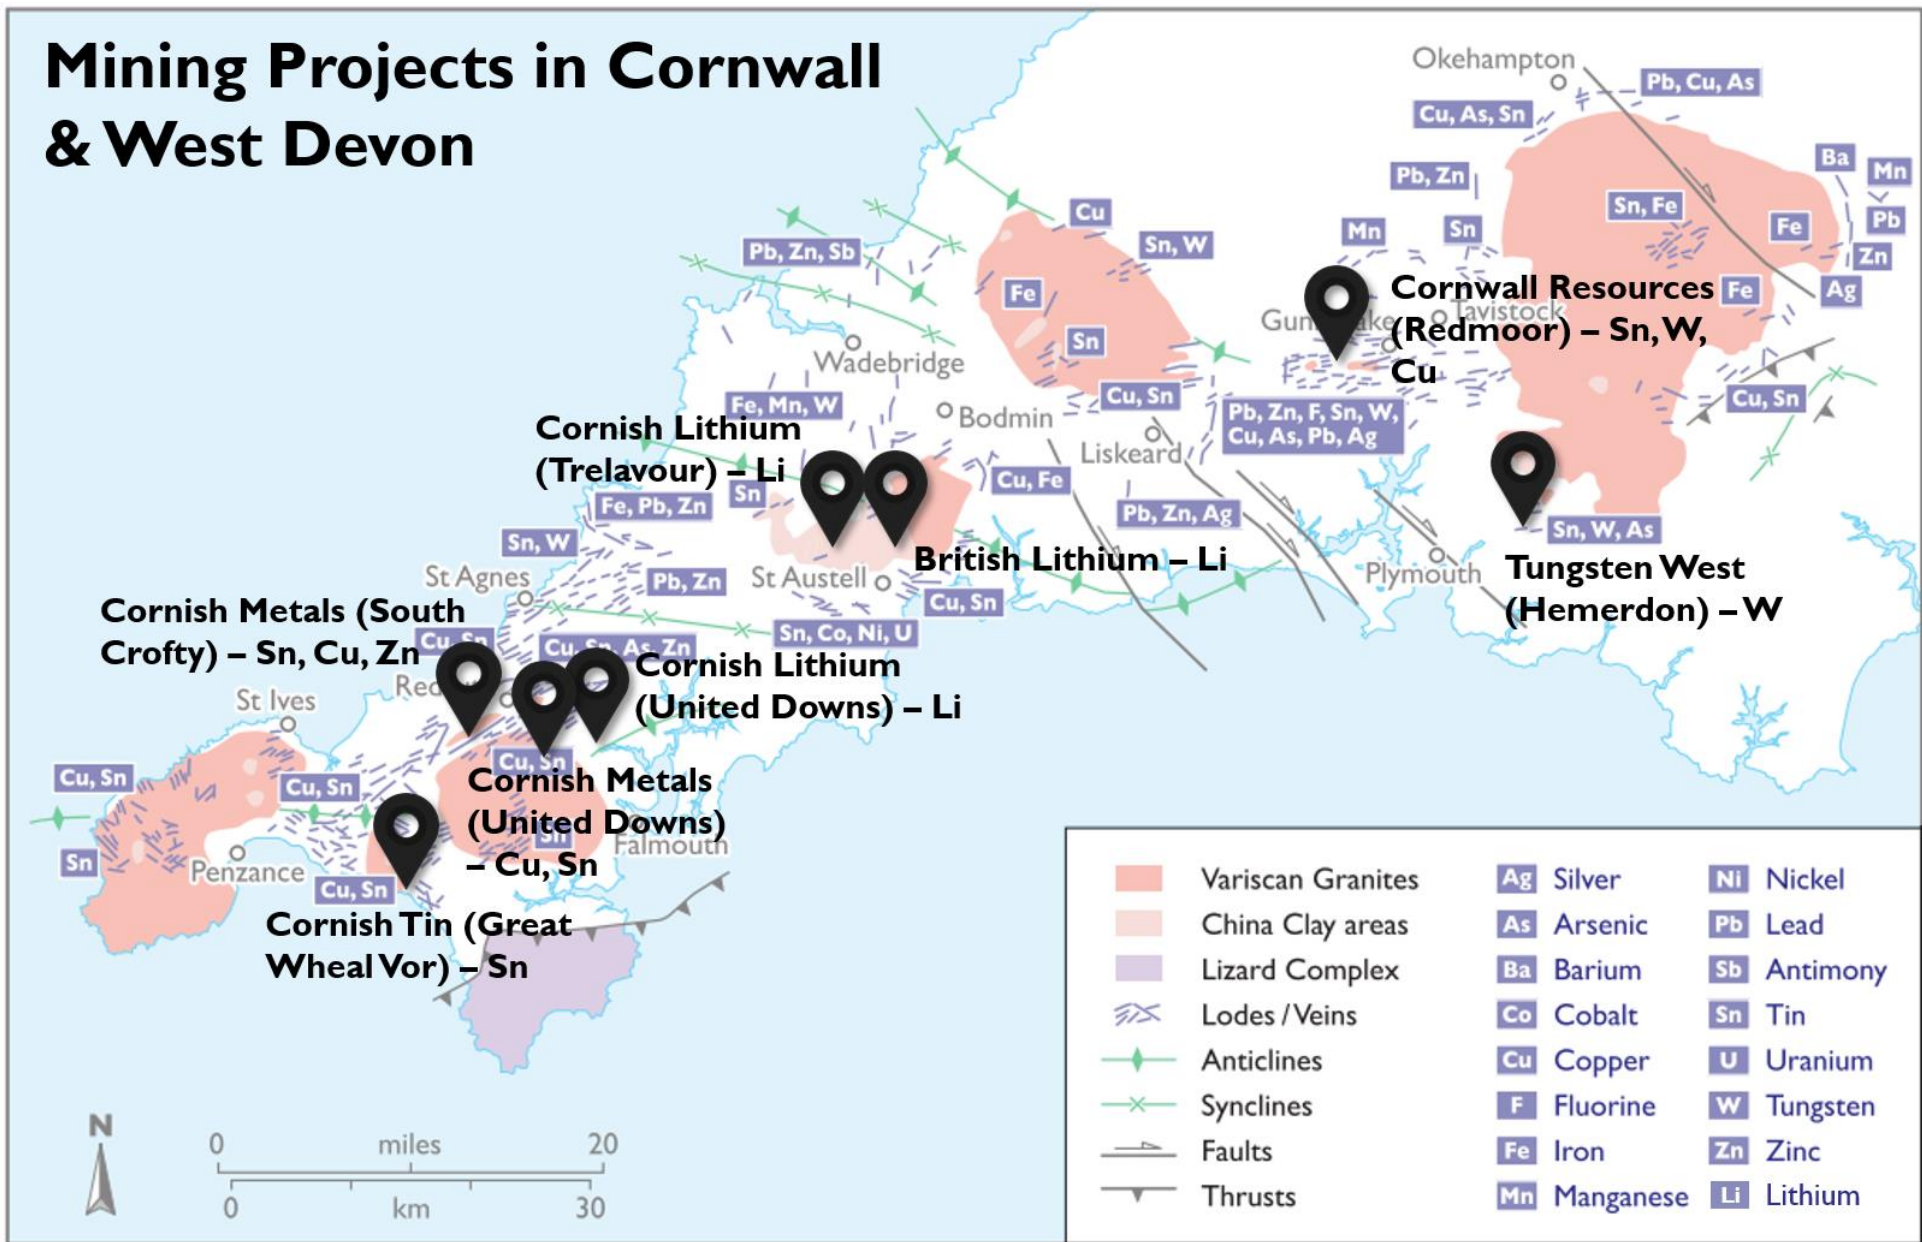 Mining Projects in Cornwall
& West Devon
Okehampton
Pb, Cu, As
Cu, As, Sn
Ba
Mn
Pb, Zn
Pb
Sn, Fe
Fe
Cu
Sn
Mn
Sn, W
Zn
Pb, Zn, Sb
Ag
Fe
Fe
Cornwall Resources
(Redmoor) – Sn, W,
Cu
Tavistock
Sn
Wadebridge
Cu, Sn
Cu, Sn
Fe, Mn, W
Bodmin
Pb, Zn, F, Sn, W,
Cu, As, Pb, Ag
Liskeard
Cornish Lithium
(Trelavour) – Li
Sn
Cu, Fe
Fe, Pb, Zn
Pb, Zn, Ag
Sn, W, As
Sn, W
British Lithium – Li
Plymouth
Tungsten West
(Hemerdon) – W
St Agnes
Pb, Zn
St Austell
Cu, Sn
Cornish Metals (South
Crofty) – Sn, Cu, Zn
Cu, Sn
Cu, Sn, As, Zn
Sn, Co, Ni, U
Cornish Lithium
(United Downs) – Li
St Ives
Cu, Sn
Cu, Sn
Cu, Sn
Cornish Metals
(United Downs)
– Cu, Sn
Sn
Falmouth
Sn
Penzance
Cu, Sn
Cornish Tin (Great
Wheal Vor) – Sn
Variscan Granites
China Clay areas
Lizard Complex
Lodes / Veins
Anticlines
Synclines
Faults
Thrusts
Ag Silver
As Arsenic
Ba Barium
Co Cobalt
Cu Copper
F Fluorine
Fe Iron
Mn Manganese
Ni Nickel
Pb Lead
Sb Antimony
Sn Tin
U Uranium
W Tungsten
Zn Zinc
Li Lithium
N
0 miles 20
0 km 30